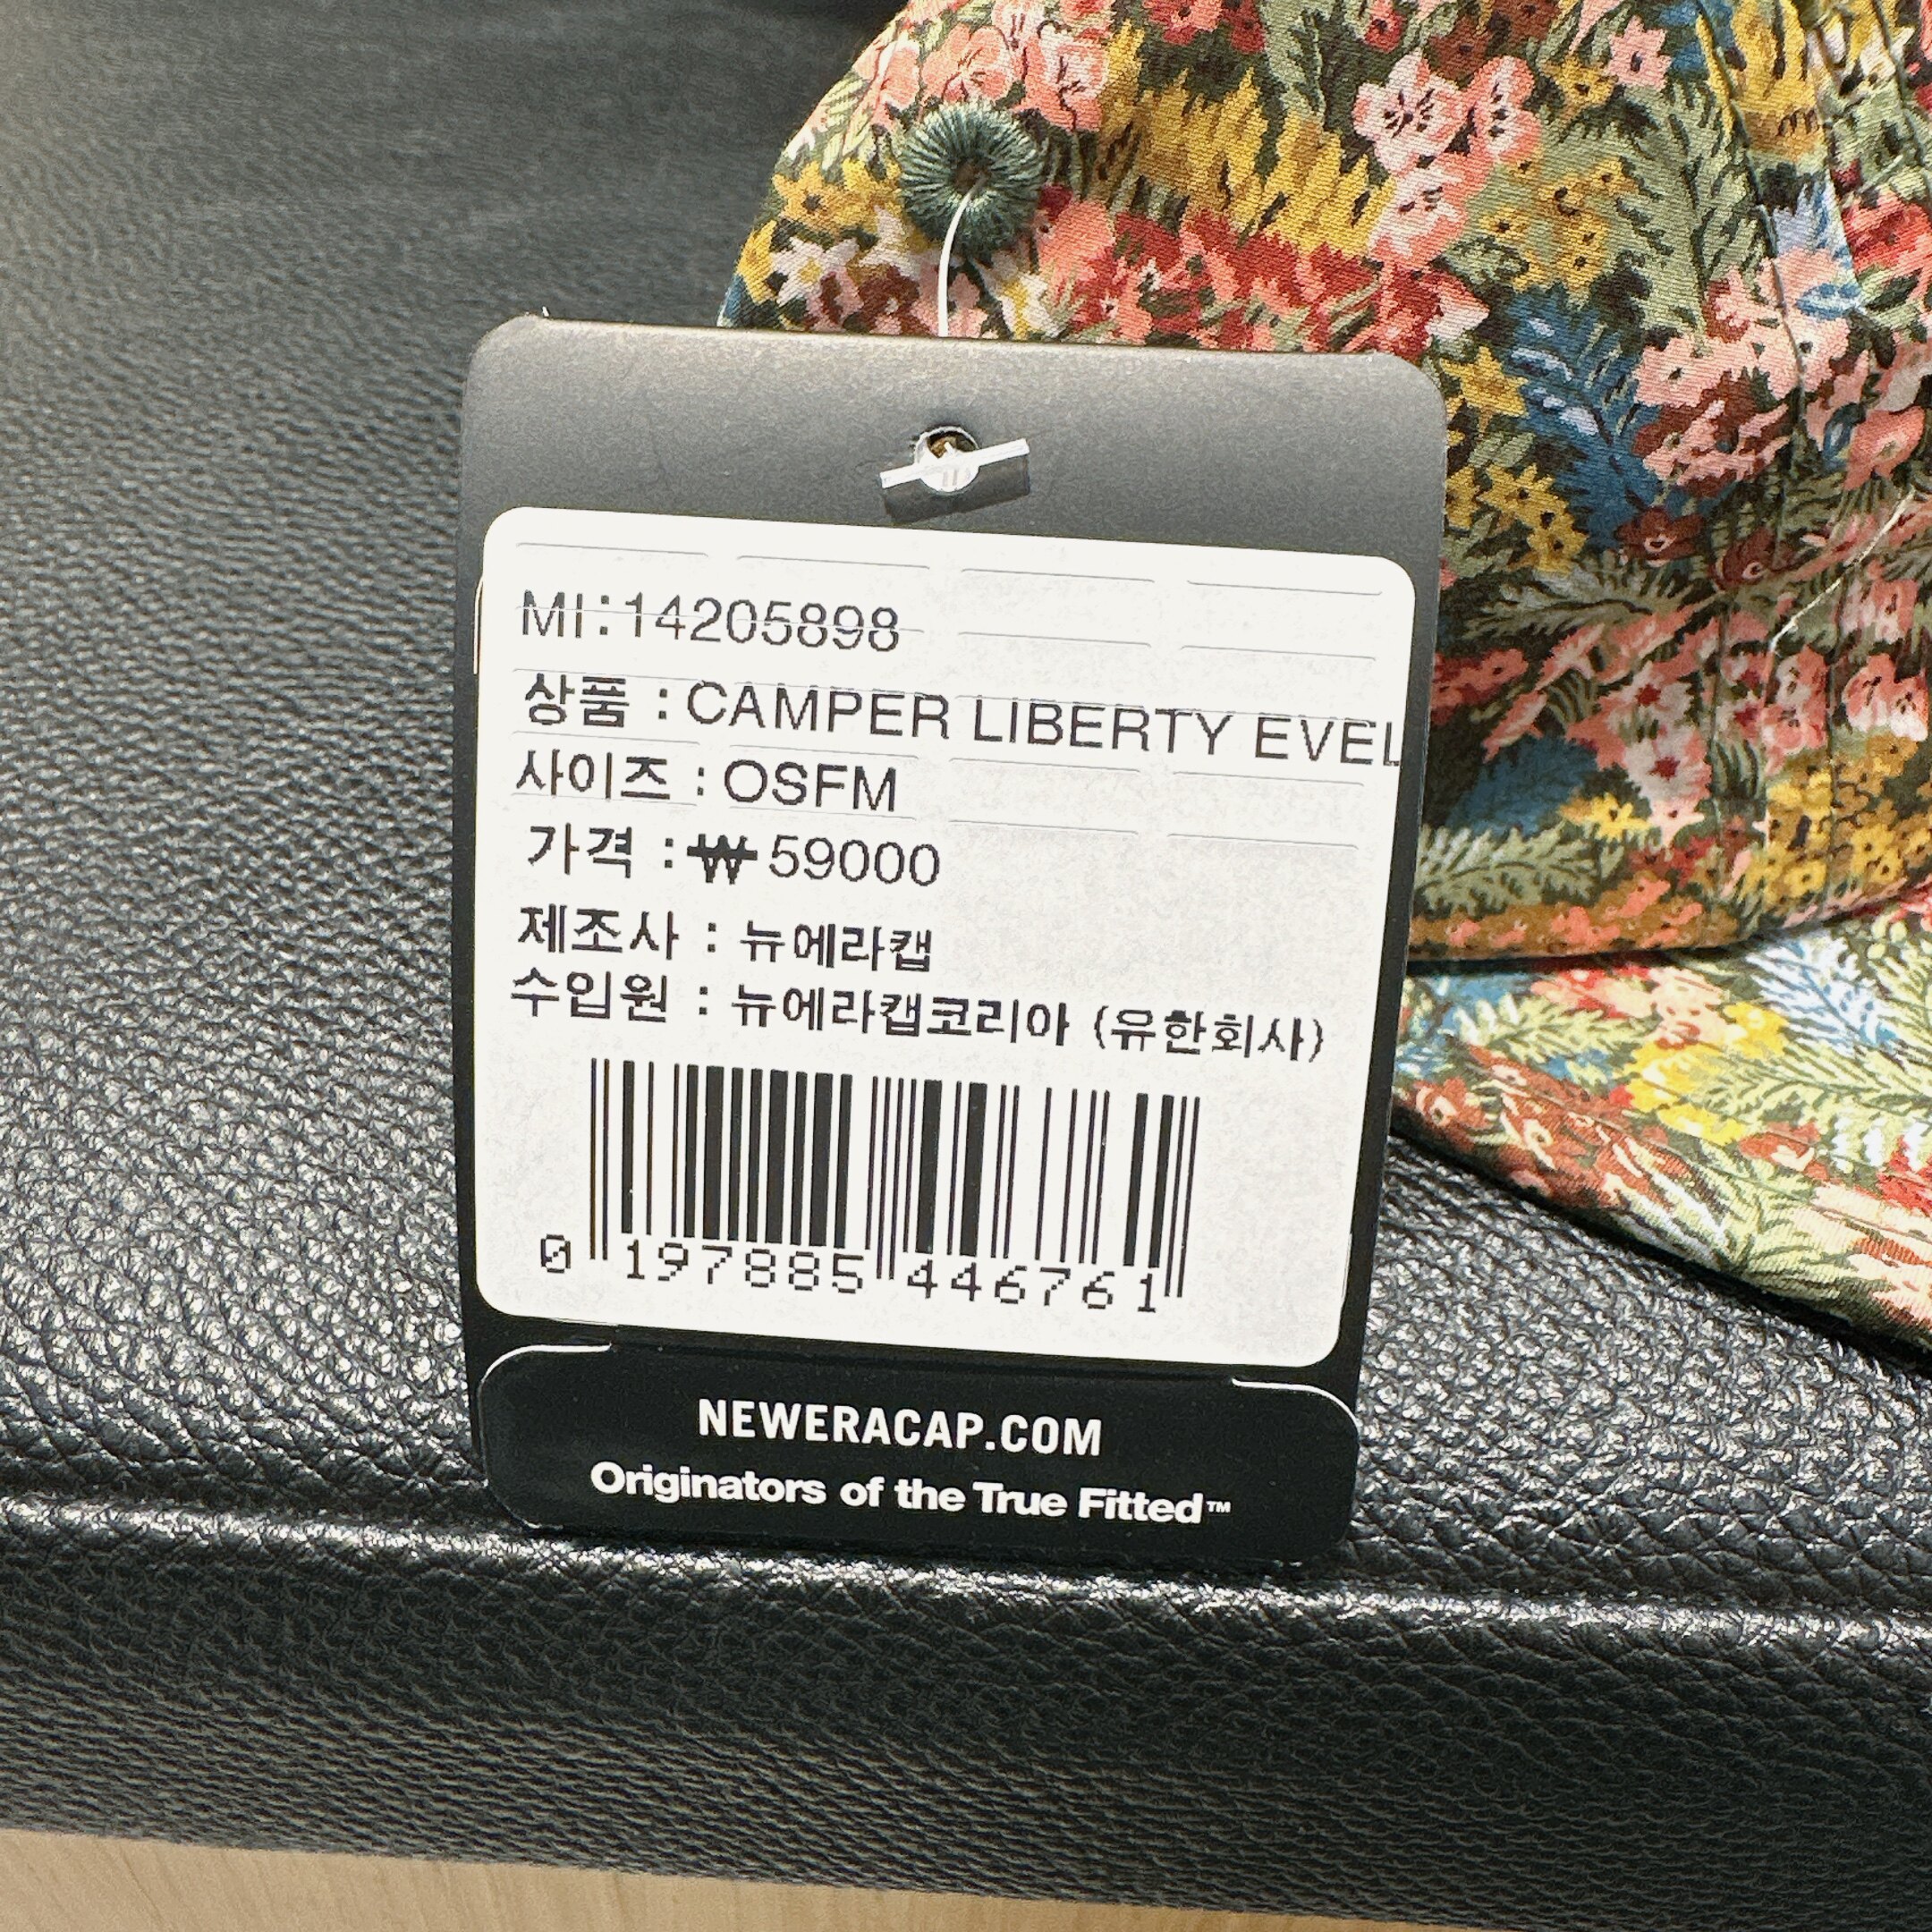 MI:14205898
상품 : CAMPER LIBERTY EVEL
사이즈 : OSFM
가격 : ₩ 59000
제조사 : 뉴에라캡
수입원 : 뉴에라캡코리아 (유한회사)
0 197885 446761
NEWERACAP.COM
Originators of the True Fitted™